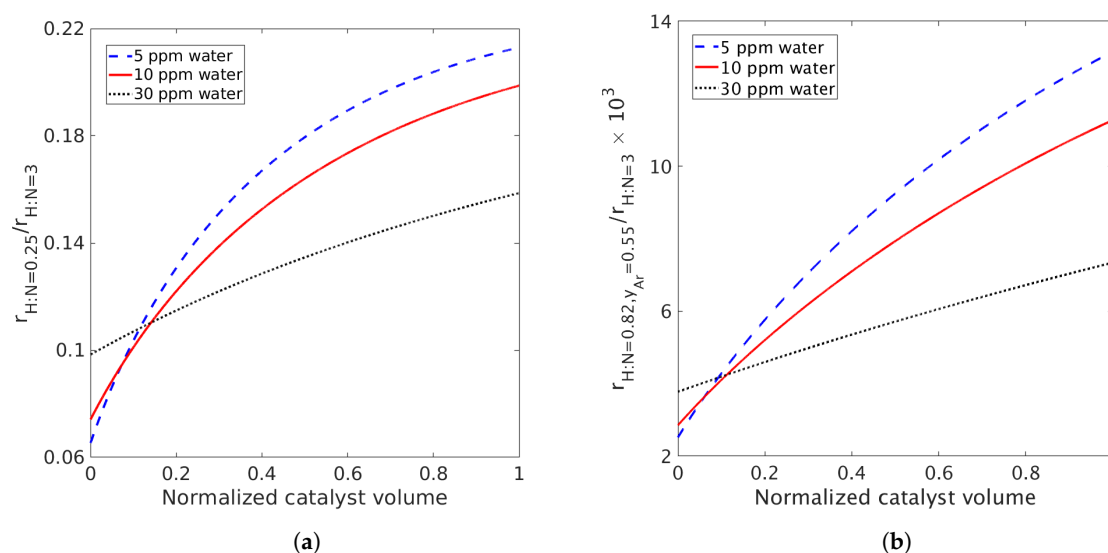 0.22
0.18
0.14
0.1
0.06
r_{H:N=0.25}/r_{H:N=3}
5 ppm water
10 ppm water
30 ppm water
0 0.2 0.4 0.6 0.8 1
Normalized catalyst volume
(a)
14
10
6
2
r_{H:N=0.82,y_{Ar}=0.55}/r_{H:N=3} × 10^3
5 ppm water
10 ppm water
30 ppm water
0 0.2 0.4 0.6 0.8
Normalized catalyst volume
(b)